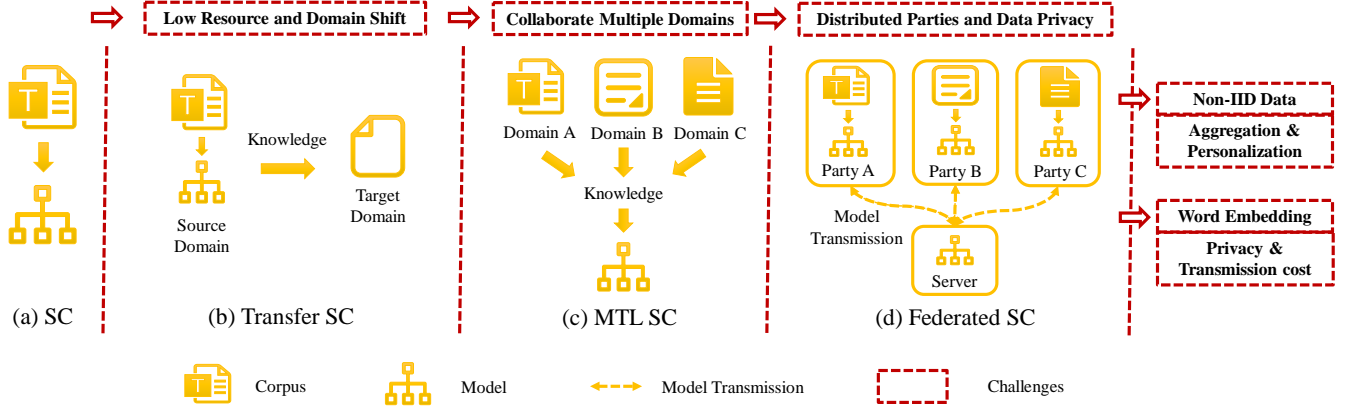 Low Resource and Domain Shift
Collaborate Multiple Domains
Distributed Parties and Data Privacy
T
T
Knowledge
Source
Domain
Target
Domain
T
Domain A
Domain B
Domain C
Knowledge
T
Party A
Party B
Party C
Model
Transmission
Server
Non-IID Data
Aggregation &
Personalization
Word Embedding
Privacy &
Transmission cost
(a) SC
(b) Transfer SC
(c) MTL SC
(d) Federated SC
T
Corpus
Model
Model Transmission
Challenges